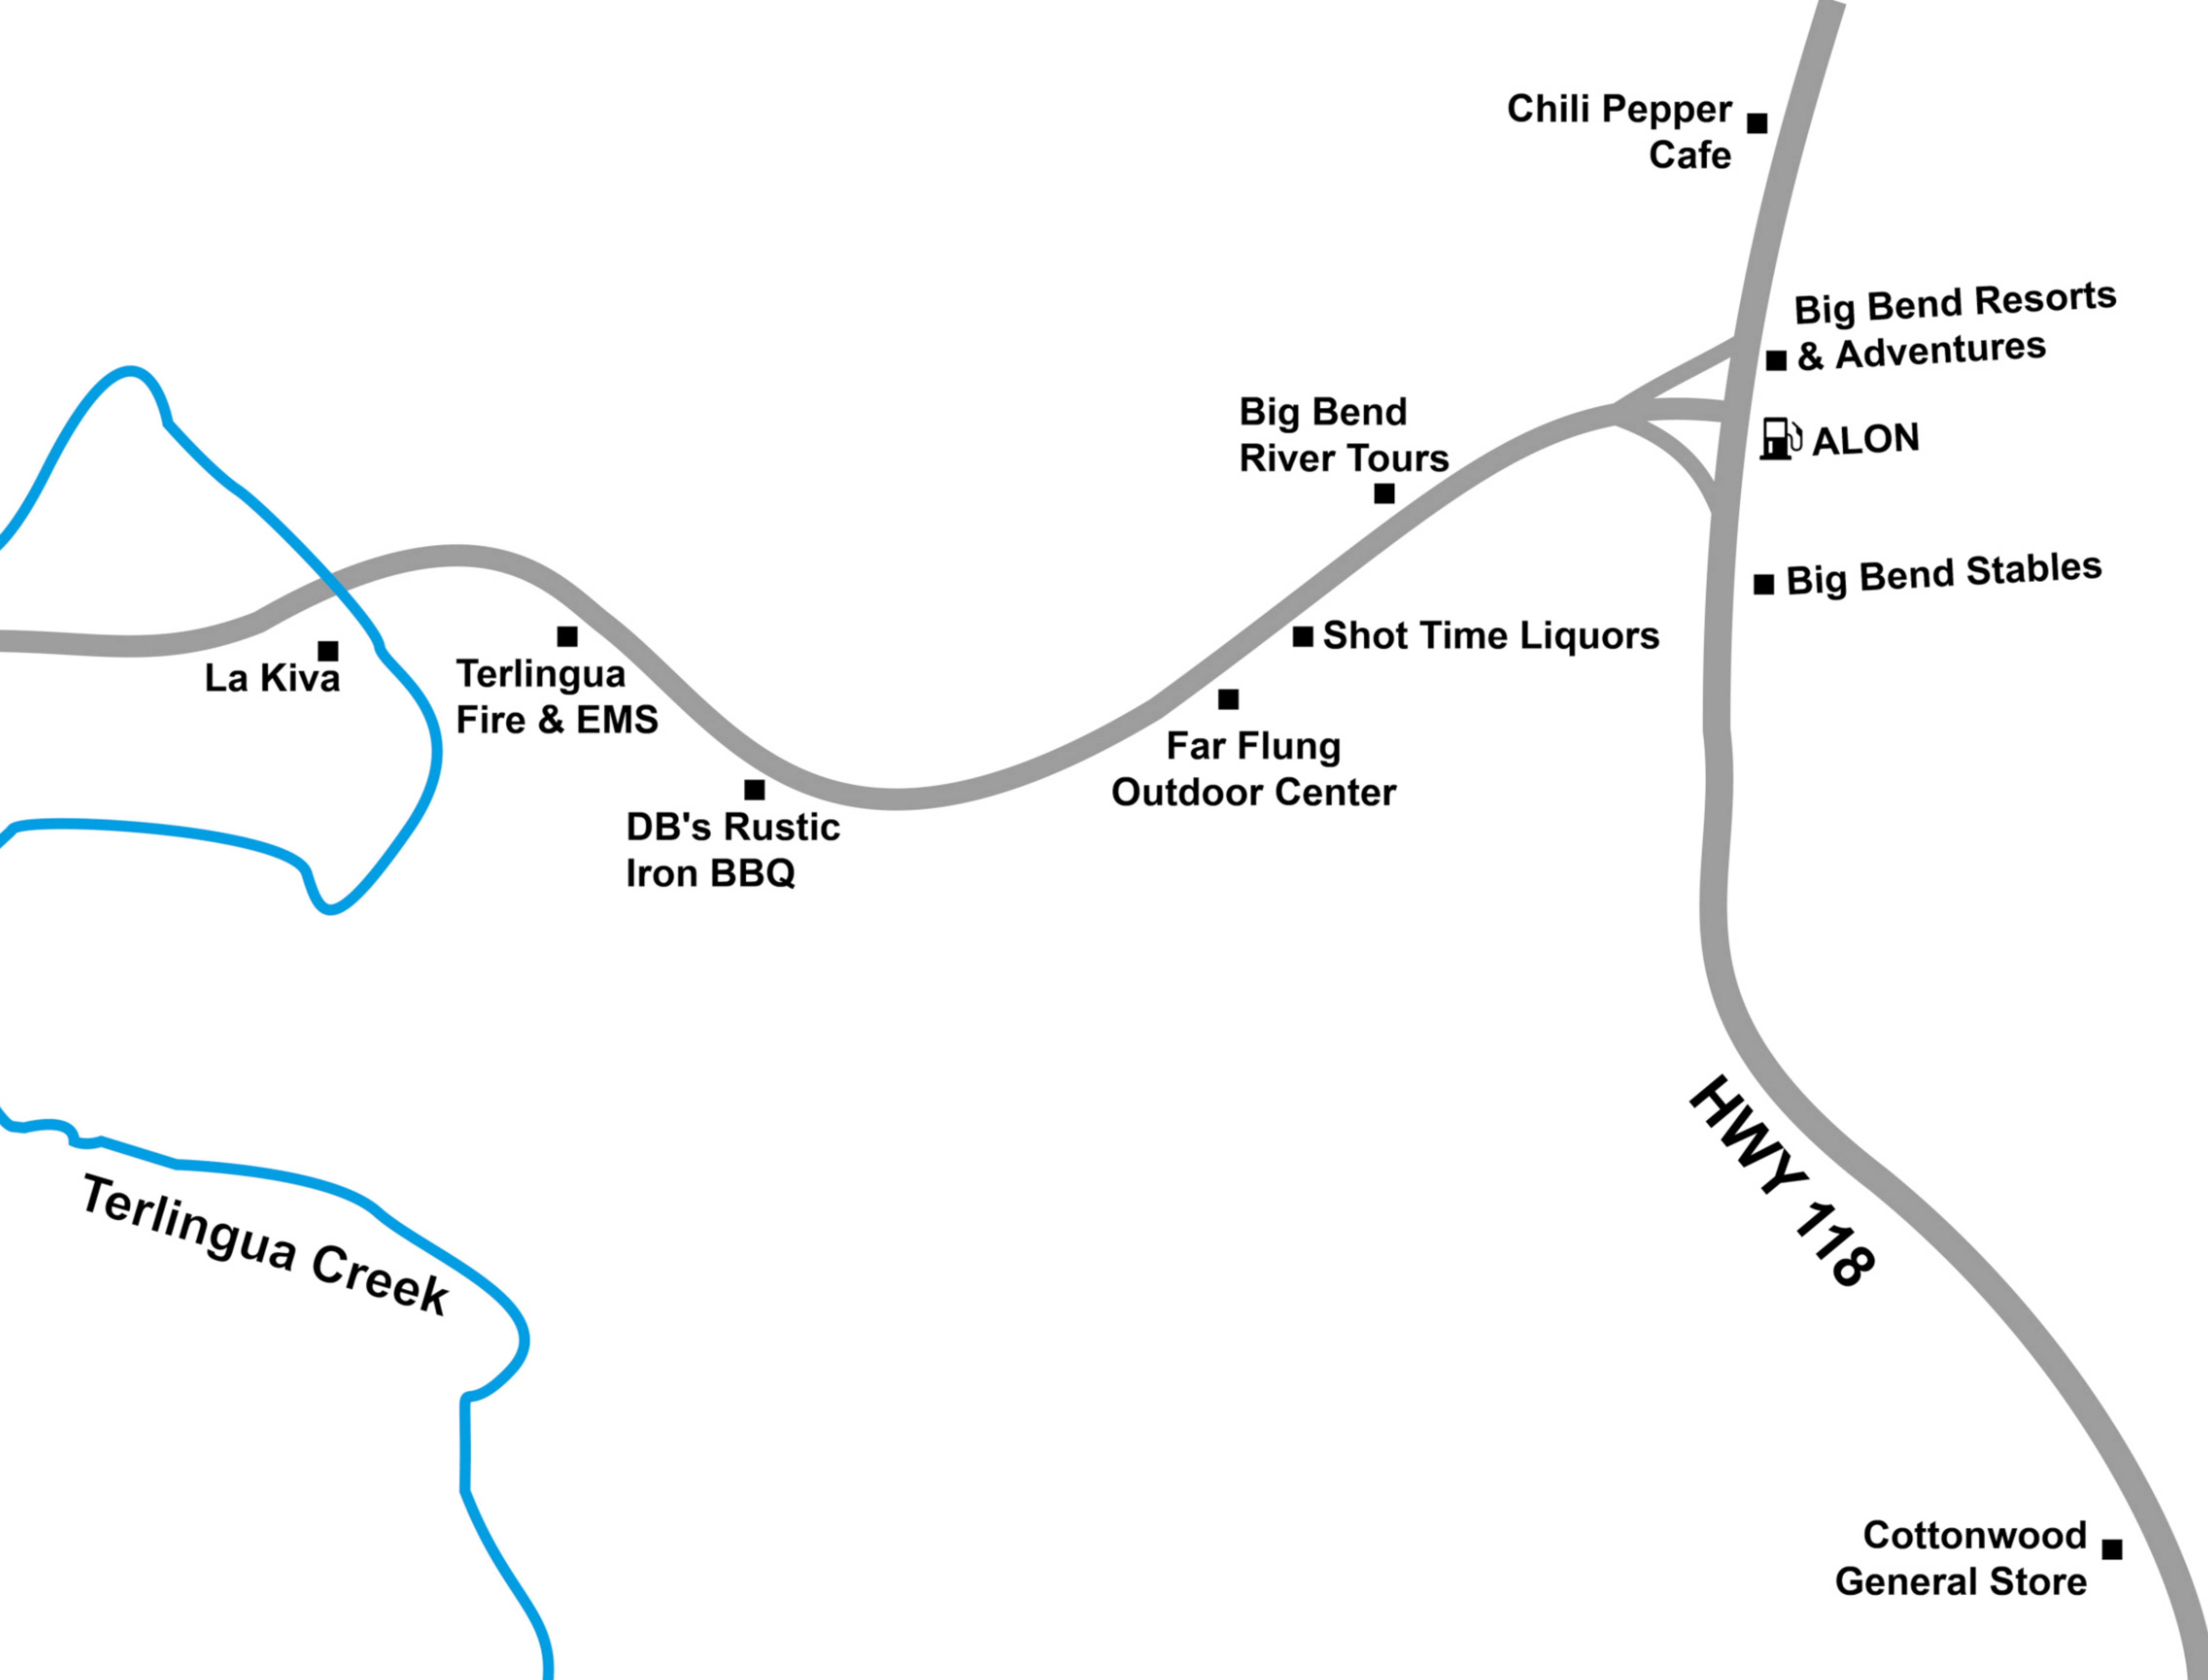 Chili Pepper
Cafe
Big Bend Resorts
& Adventures
Big Bend
River Tours
ALON
Big Bend Stables
Shot Time Liquors
La Kiva
Terlingua
Fire & EMS
Far Flung
Outdoor Center
DB's Rustic
Iron BBQ
HWY 118
Terlingua Creek
Cottonwood
General Store